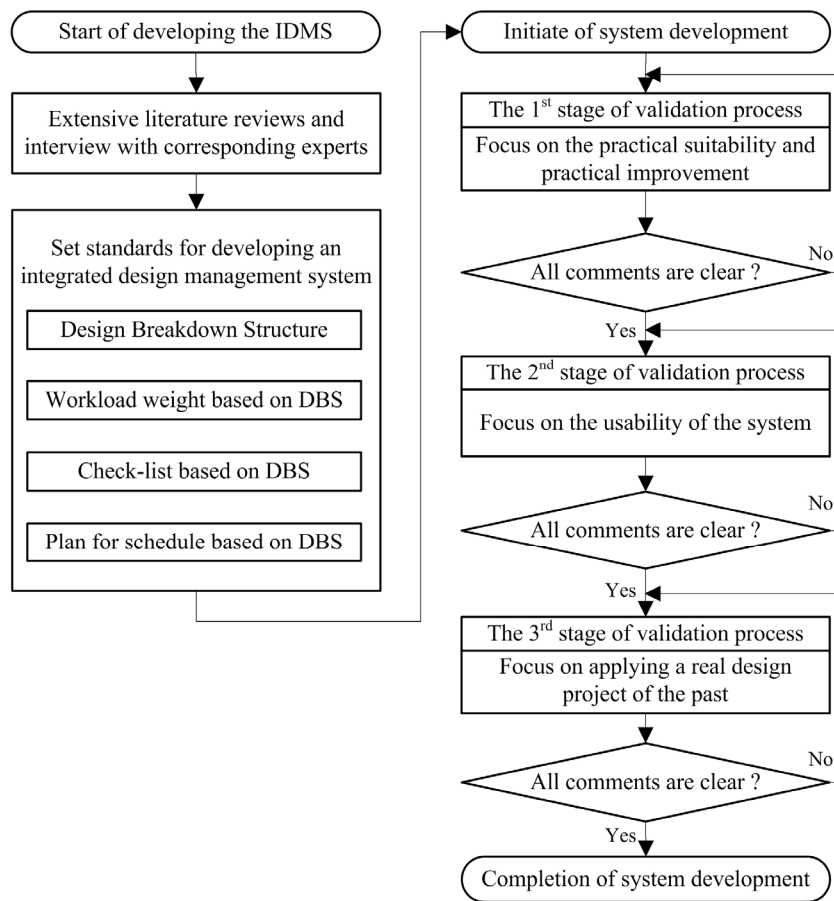 Start of developing the IDMS
Extensive literature reviews and
interview with corresponding experts
Set standards for developing an
integrated design management system
Design Breakdown Structure
Workload weight based on DBS
Check-list based on DBS
Plan for schedule based on DBS
Initiate of system development
The 1st stage of validation process
Focus on the practical suitability and
practical improvement
All comments are clear ?
No
Yes
The 2nd stage of validation process
Focus on the usability of the system
All comments are clear ?
No
Yes
The 3rd stage of validation process
Focus on applying a real design
project of the past
All comments are clear ?
No
Yes
Completion of system development